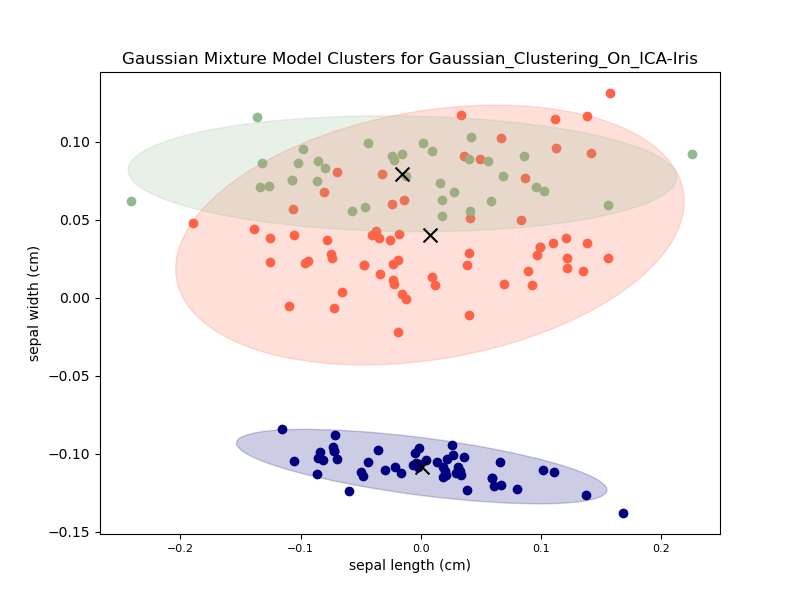 Gaussian Mixture Model Clusters for Gaussian_Clustering_On_ICA-Iris
sepal width (cm)
0.10
0.05
0.00
−0.05
−0.10
−0.15
−0.2 −0.1 0.0 0.1 0.2
sepal length (cm)